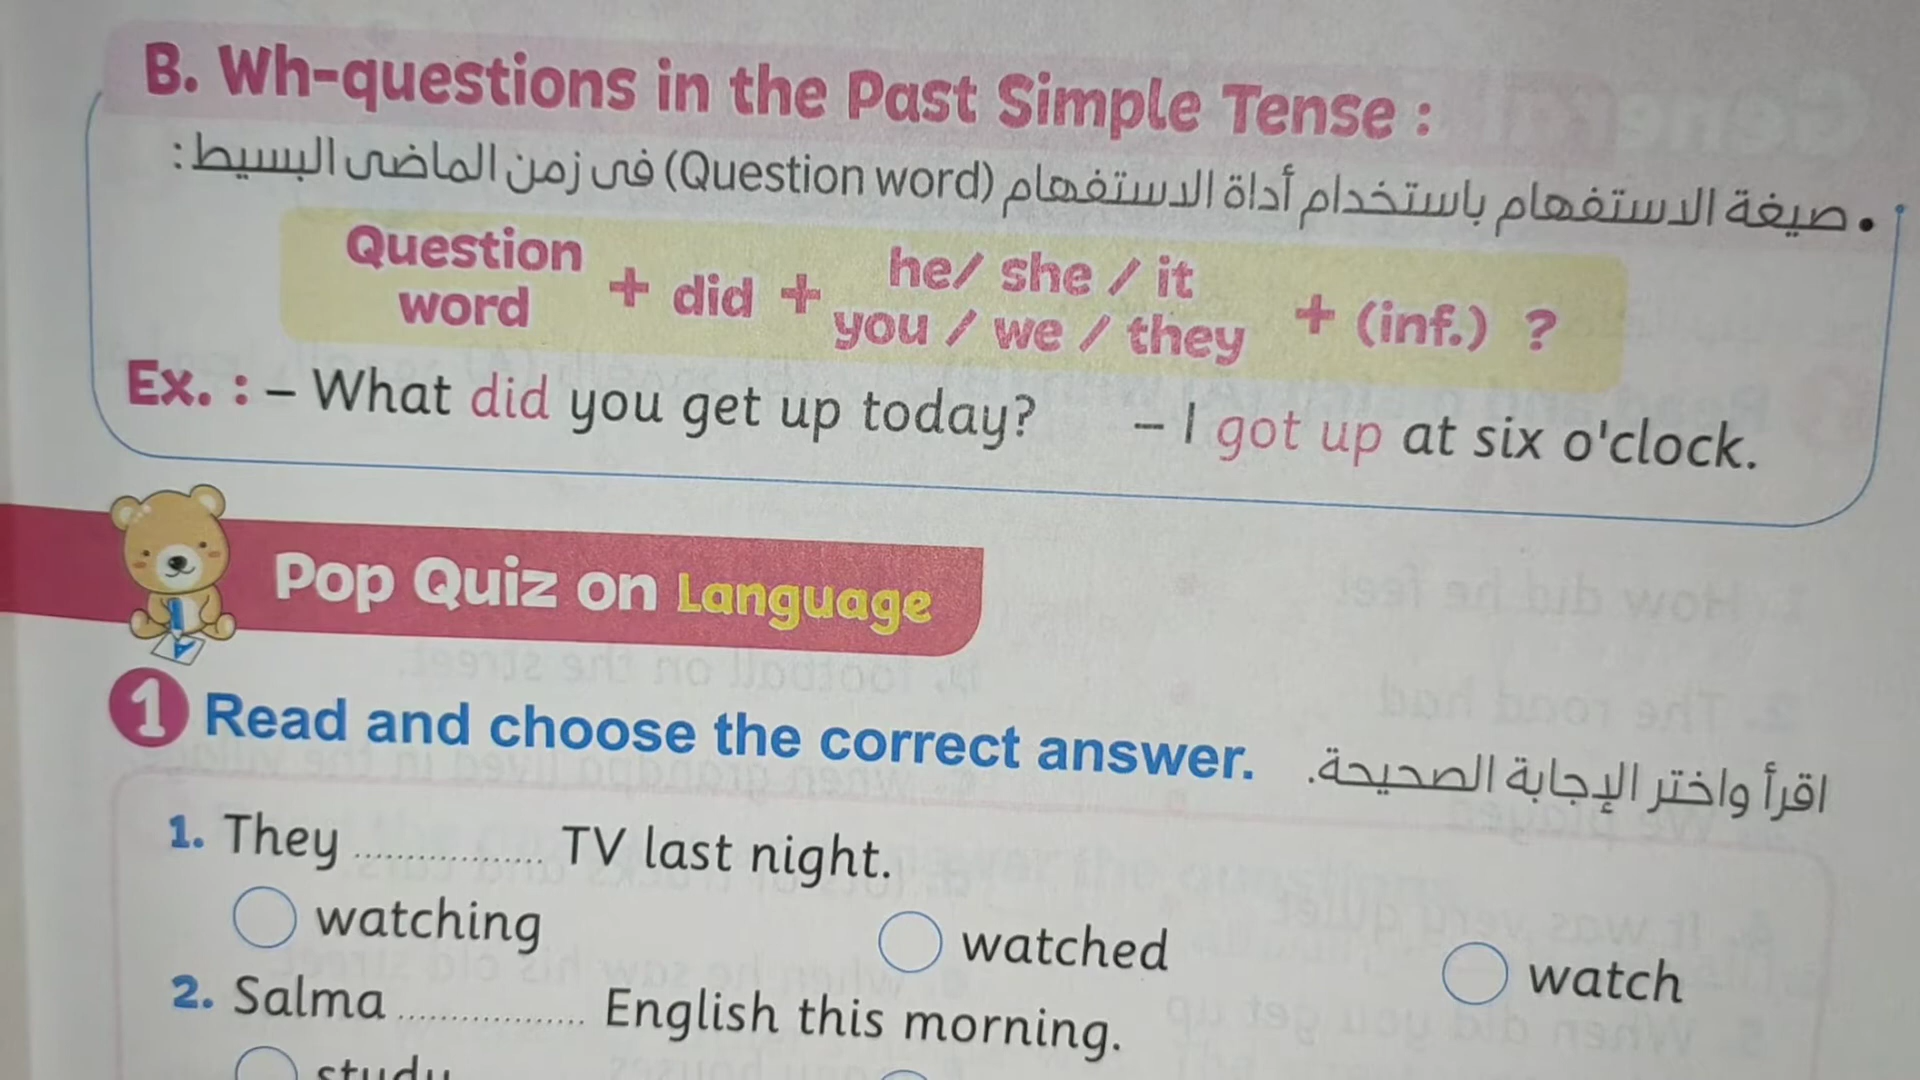 B. Wh-questions in the Past Simple Tense :
• صيغة الاستفهام باستخدام أداة الاستفهام (Question word) فى زمن الماضى البسيط :
Question word + did + he/ she / it you / we / they + (inf.) ?
Ex. : – What did you get up today? – I got up at six o'clock.
Pop Quiz on Language
1 Read and choose the correct answer. اقرأ واختر الإجابة الصحيحة.
1. They .................. TV last night.
watching watched watch
2. Salma .................. English this morning.
study